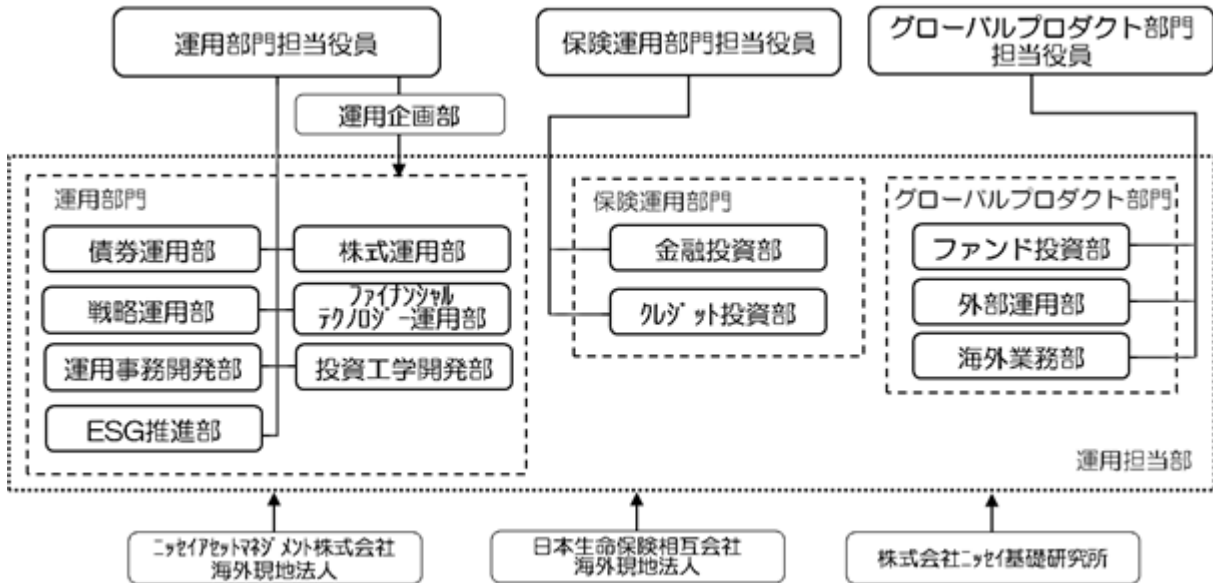 運用部門担当役員
保険運用部門担当役員
グローバルプロダクト部門
担当役員
運用企画部
運用部門
保険運用部門
グローバルプロダクト部門
債券運用部
株式運用部
金融投資部
ファンド投資部
戦略運用部
ファイナンシャル
テクノロジー運用部
クレジット投資部
外部運用部
運用事務開発部
投資工学開発部
海外業務部
ESG推進部
運用担当部
ニッセイアセットマネジメント株式会社
海外現地法人
日本生命保険相互会社
海外現地法人
株式会社ニッセイ基礎研究所